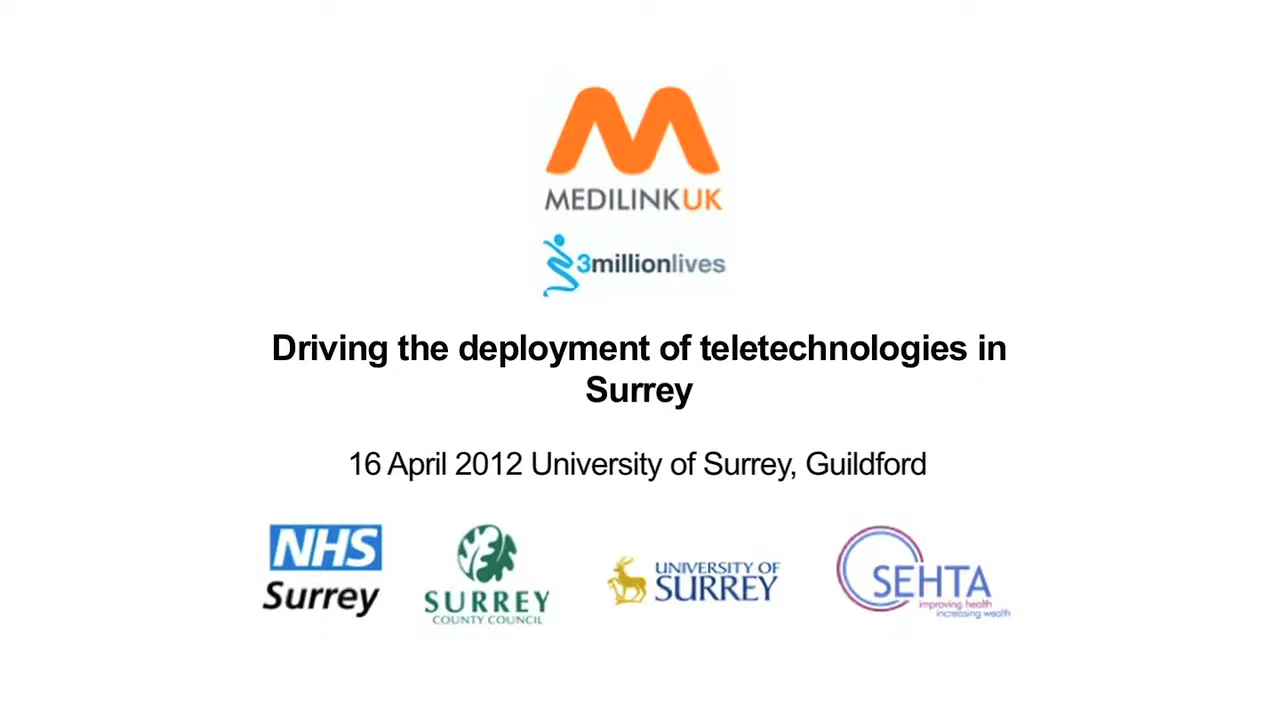 MEDILINKUK
3millionlives
Driving the deployment of teletechnologies in
Surrey
16 April 2012 University of Surrey, Guildford
NHS
Surrey
SURREY
COUNTY COUNCIL
UNIVERSITY OF
SURREY
SEHTA
improving health
increasing wealth